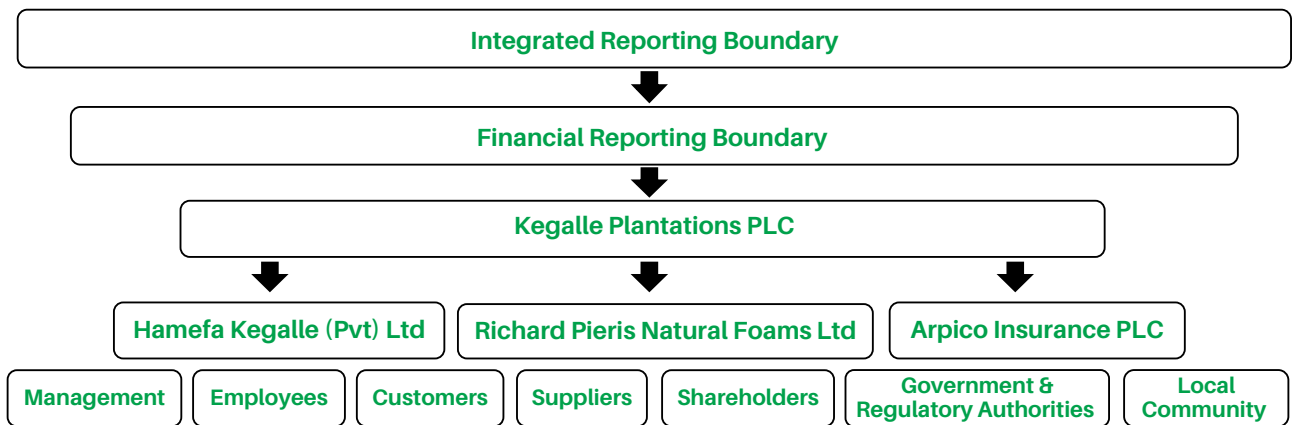 Integrated Reporting Boundary
Financial Reporting Boundary
Kegalle Plantations PLC
Hamefa Kegalle (Pvt) Ltd
Richard Pieris Natural Foams Ltd
Arpico Insurance PLC
Management
Employees
Customers
Suppliers
Shareholders
Government &
Regulatory Authorities
Local
Community